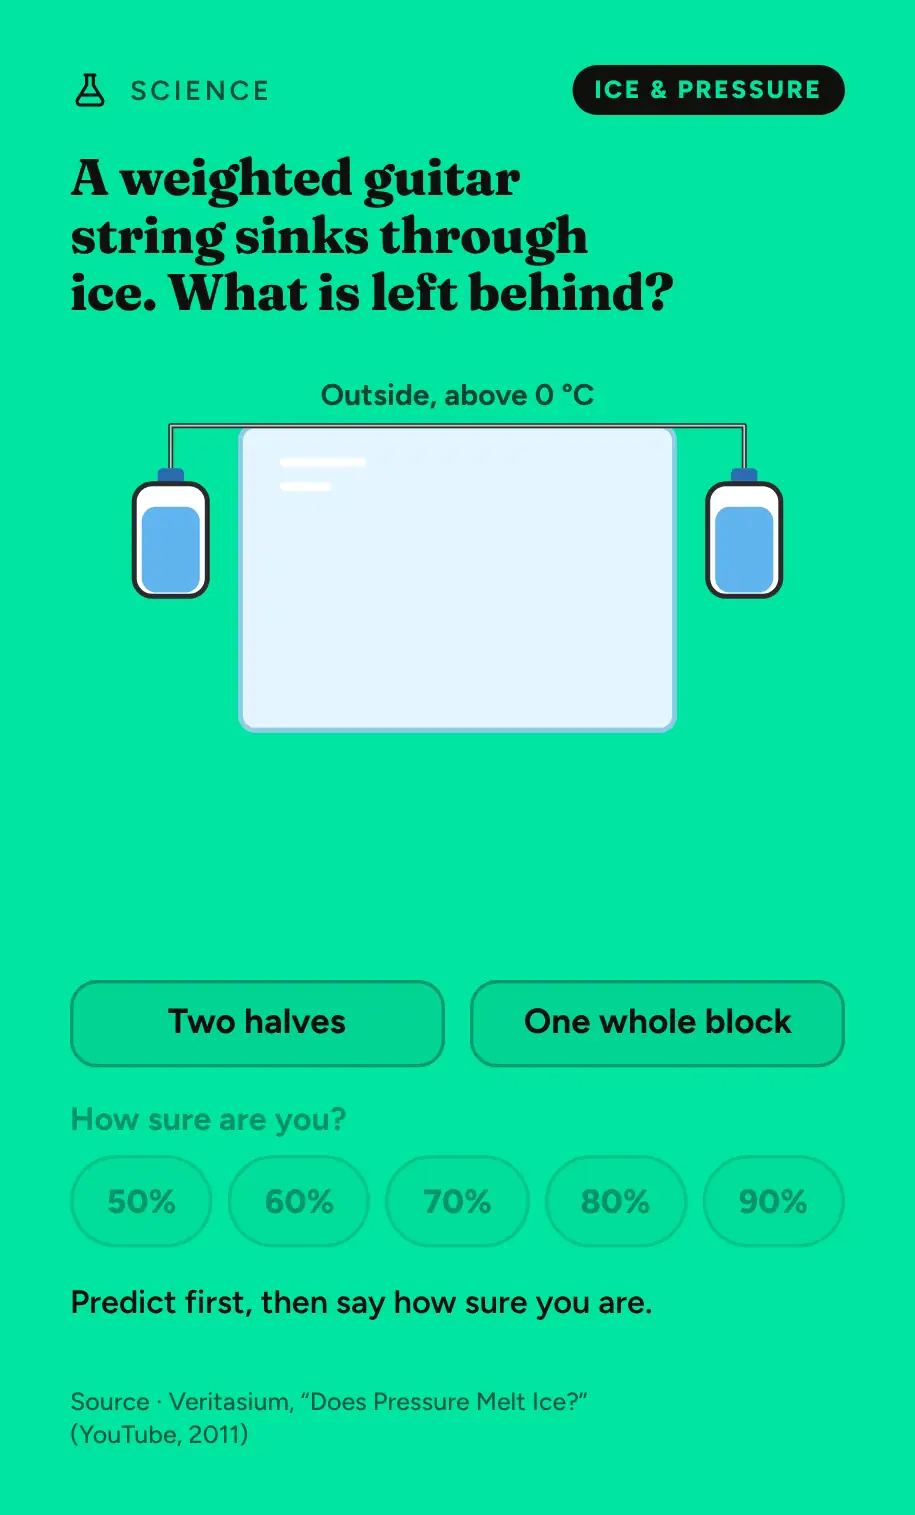 SCIENCE
ICE & PRESSURE
A weighted guitar
string sinks through
ice. What is left behind?
Outside, above 0 °C
Two halves
One whole block
How sure are you?
50%
60%
70%
80%
90%
Predict first, then say how sure you are.
Source · Veritasium, “Does Pressure Melt Ice?”
(YouTube, 2011)